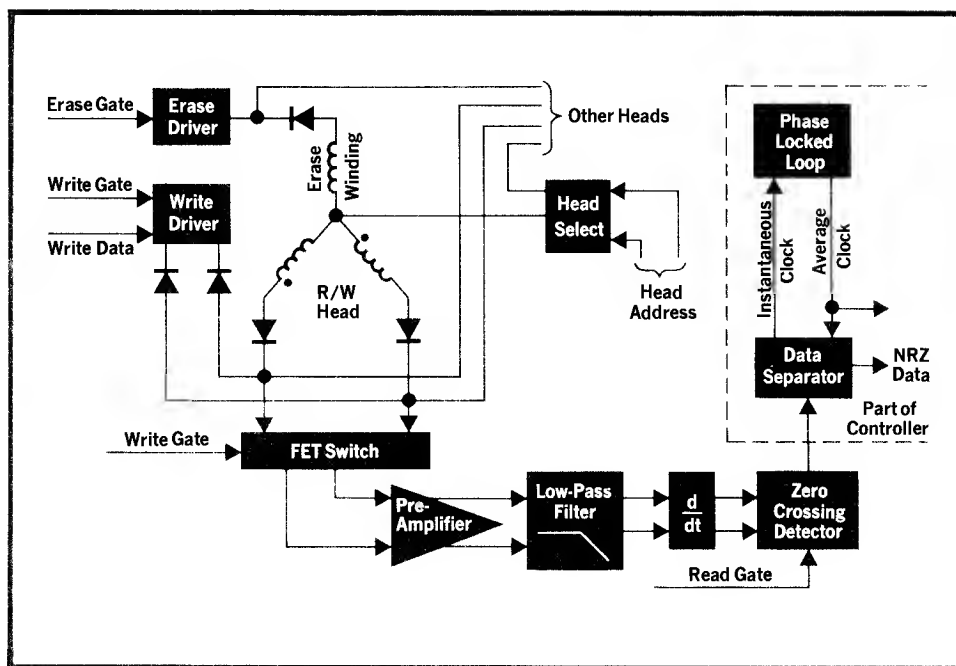 Erase Gate
Erase
Driver
Erase
Winding
Other Heads
Write Gate
Write Data
Write
Driver
Head
Select
Head
Address
R/W
Head
Write Gate
FET Switch
Pre-
Amplifier
Low-Pass
Filter
d
dt
Zero
Crossing
Detector
Read Gate
Phase
Locked
Loop
Instantaneous
Clock
Average
Clock
Data
Separator
NRZ
Data
Part of
Controller